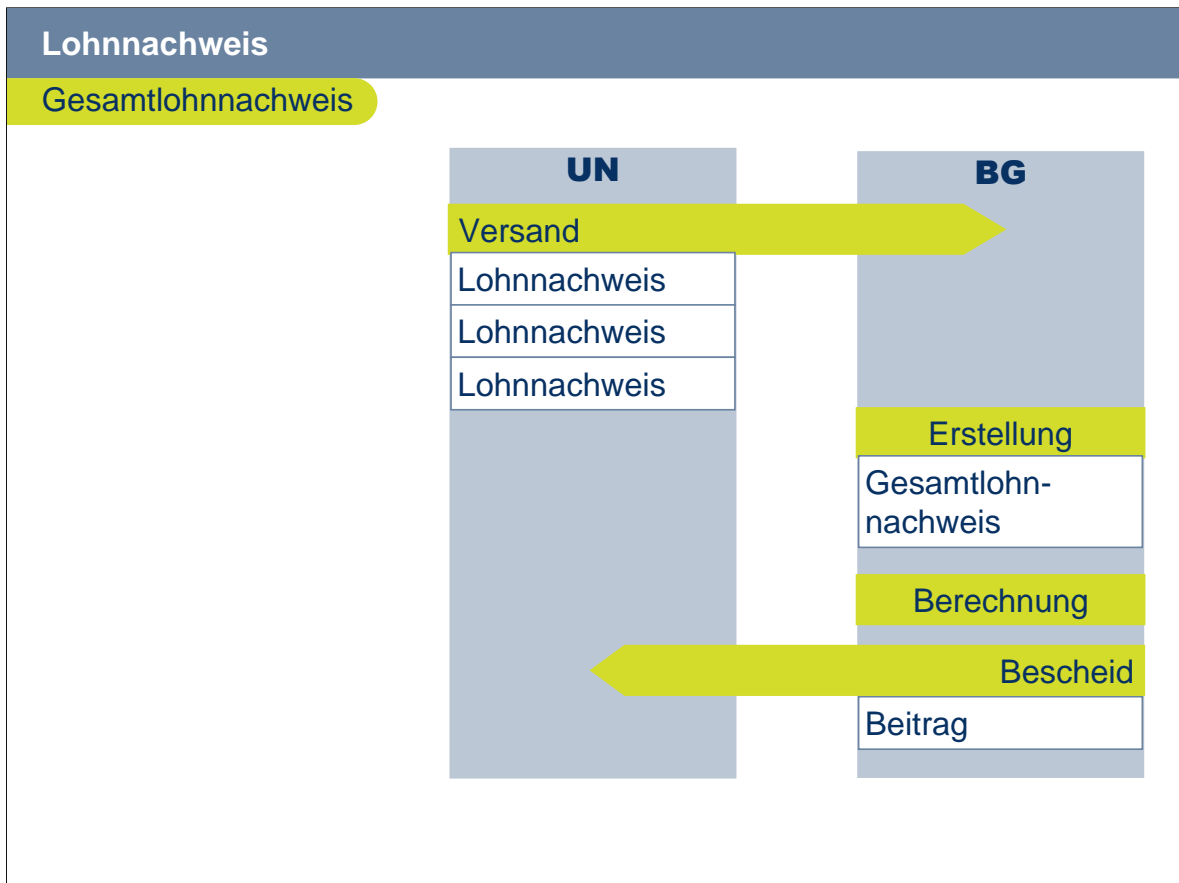 Lohnnachweis
Gesamtlohnnachweis
UN
BG
Versand
Lohnnachweis
Lohnnachweis
Lohnnachweis
Erstellung
Gesamtlohn-
nachweis
Berechnung
Bescheid
Beitrag